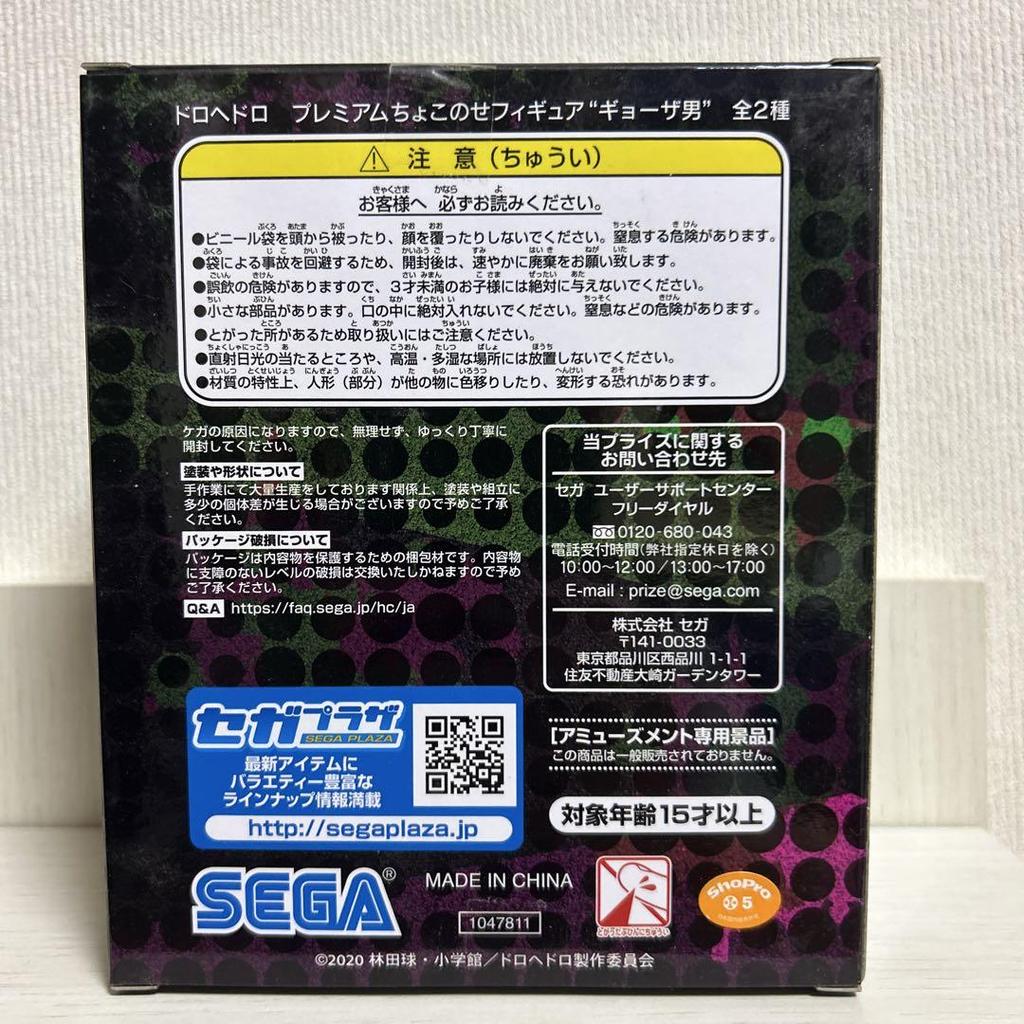 ドロヘドロ プレミアムちょこのせフィギュア“ギョーザ男” 全2種
⚠ 注 意(ちゅうい)
お客様へ 必ずお読みください。
●ビニール袋を頭から被ったり、顔を覆ったりしないでください。窒息する危険があります。
●袋による事故を回避するため、開封後は、速やかに廃棄をお願い致します。
●誤飲の危険がありますので、3才未満のお子様には絶対に与えないでください。
●小さな部品があります。口の中に絶対入れないでください。窒息などの危険があります。
●とがった所があるため取り扱いにはご注意ください。
●直射日光の当たるところや、高温・多湿な場所には放置しないでください。
●材質の特性上、人形(部分)が他の物に色移りしたり、変形する恐れがあります。
ケガの原因になりますので、無理せず、ゆっくり丁寧に
開封してください。
塗装や形状について
手作業にて大量生産をしております関係上、塗装や組立に
多少の個体差が生じる場合がございますので予めご了承
ください。
パッケージ破損について
パッケージは内容物を保護するための梱包材です。内容物
に支障のないレベルの破損は交換いたしかねますので予め
ご了承ください。
Q&A https://faq.sega.jp/hc/ja
当プライズに関する
お問い合わせ先
セガ ユーザーサポートセンター
フリーダイヤル
0120-680-043
電話受付時間(弊社指定休日を除く)
10:00〜12:00/13:00〜17:00
E-mail : prize@sega.com
株式会社 セガ
〒141-0033
東京都品川区西品川 1-1-1
住友不動産大崎ガーデンタワー
セガプラザ
SEGA PLAZA
最新アイテムに
バラエティー豊富な
ラインナップ情報満載
http://segaplaza.jp
[アミューズメント専用景品]
この商品は一般販売されておりません。
対象年齢15才以上
SEGA®
MADE IN CHINA
1047811
とがったぶひんにちゅうい
ShoPro
5
©2020 林田球・小学館/ドロヘドロ製作委員会